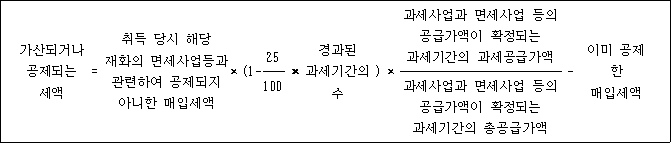 가산되거나
공제되는
세액
=
취득 당시 해당
재화의 면세사업등과
관련하여 공제되지
아니한 매입세액
×
(1-
25
100
×
경과된
과세기간의
수
)
×
과세사업과 면세사업 등의
공급가액이 확정되는
과세기간의 과세공급가액
과세사업과 면세사업 등의
공급가액이 확정되는
과세기간의 총공급가액
-
이미 공제
한
매입세액